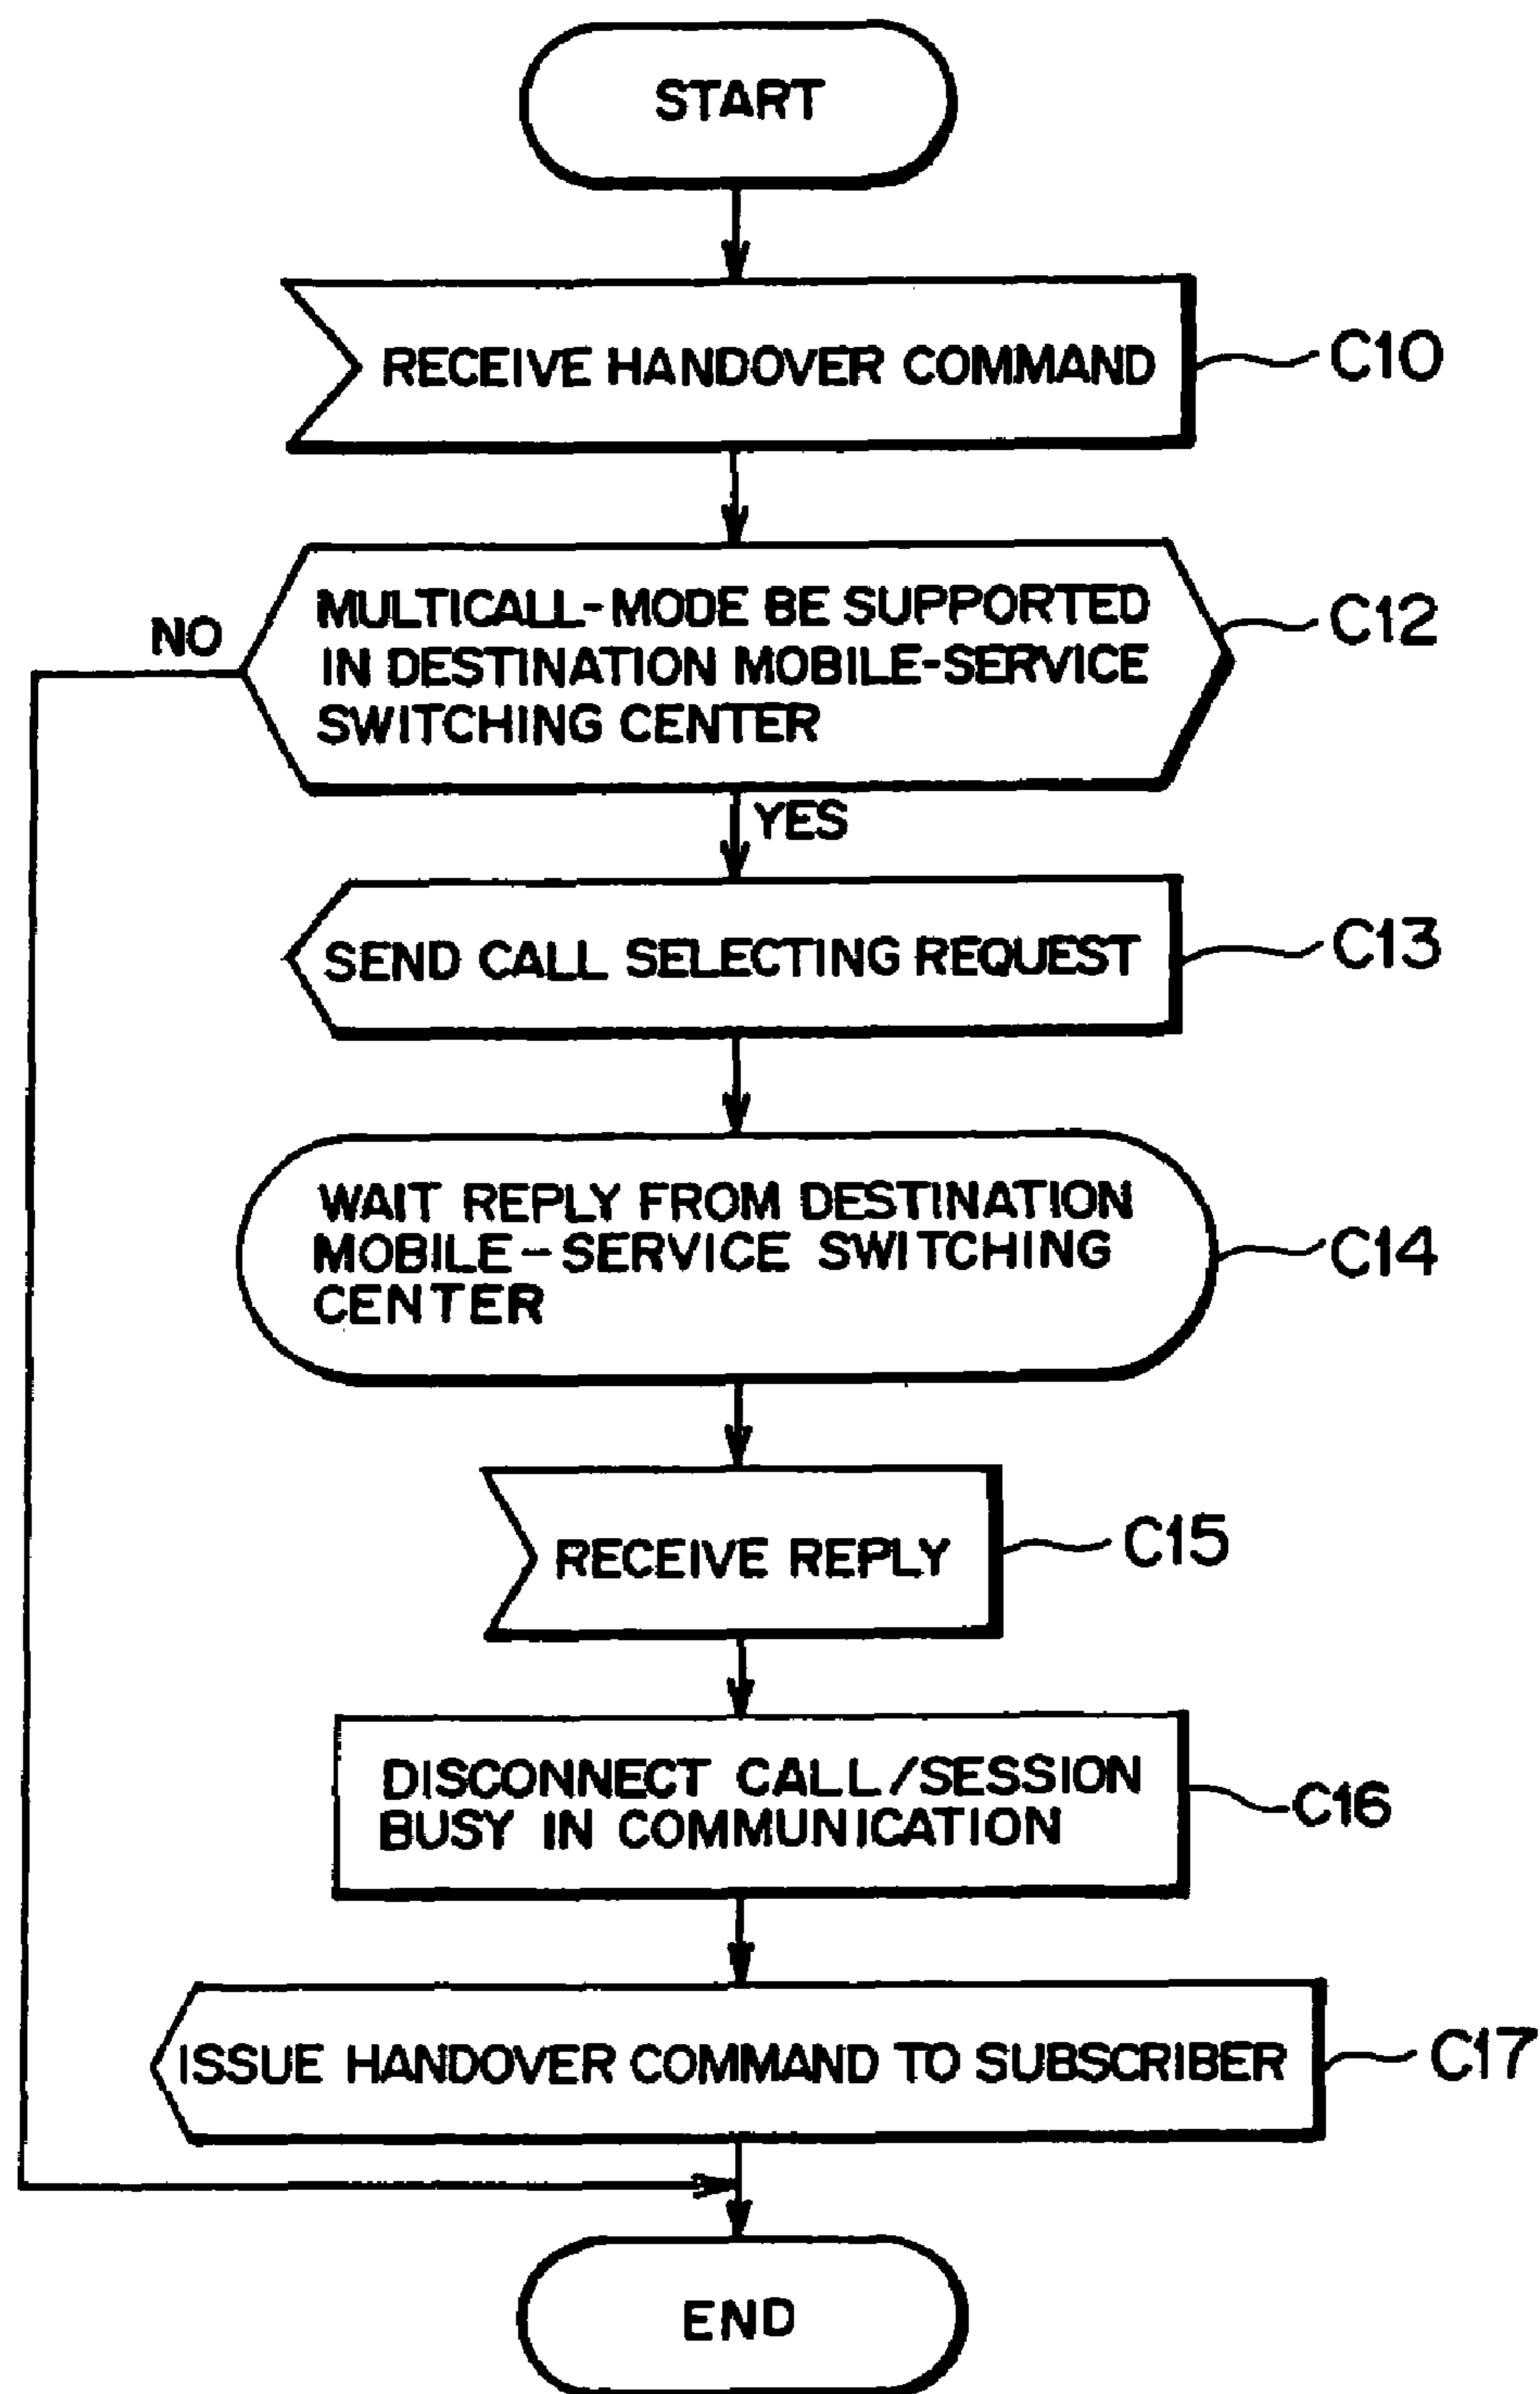 START
RECEIVE HANDOVER COMMAND
C10
MULTICALL-MODE BE SUPPORTED
IN DESTINATION MOBILE-SERVICE
SWITCHING CENTER
C12
NO
YES
SEND CALL SELECTING REQUEST
C13
WAIT REPLY FROM DESTINATION
MOBILE-SERVICE SWITCHING
CENTER
C14
RECEIVE REPLY
C15
DISCONNECT CALL/SESSION
BUSY IN COMMUNICATION
C16
ISSUE HANDOVER COMMAND TO SUBSCRIBER
C17
END